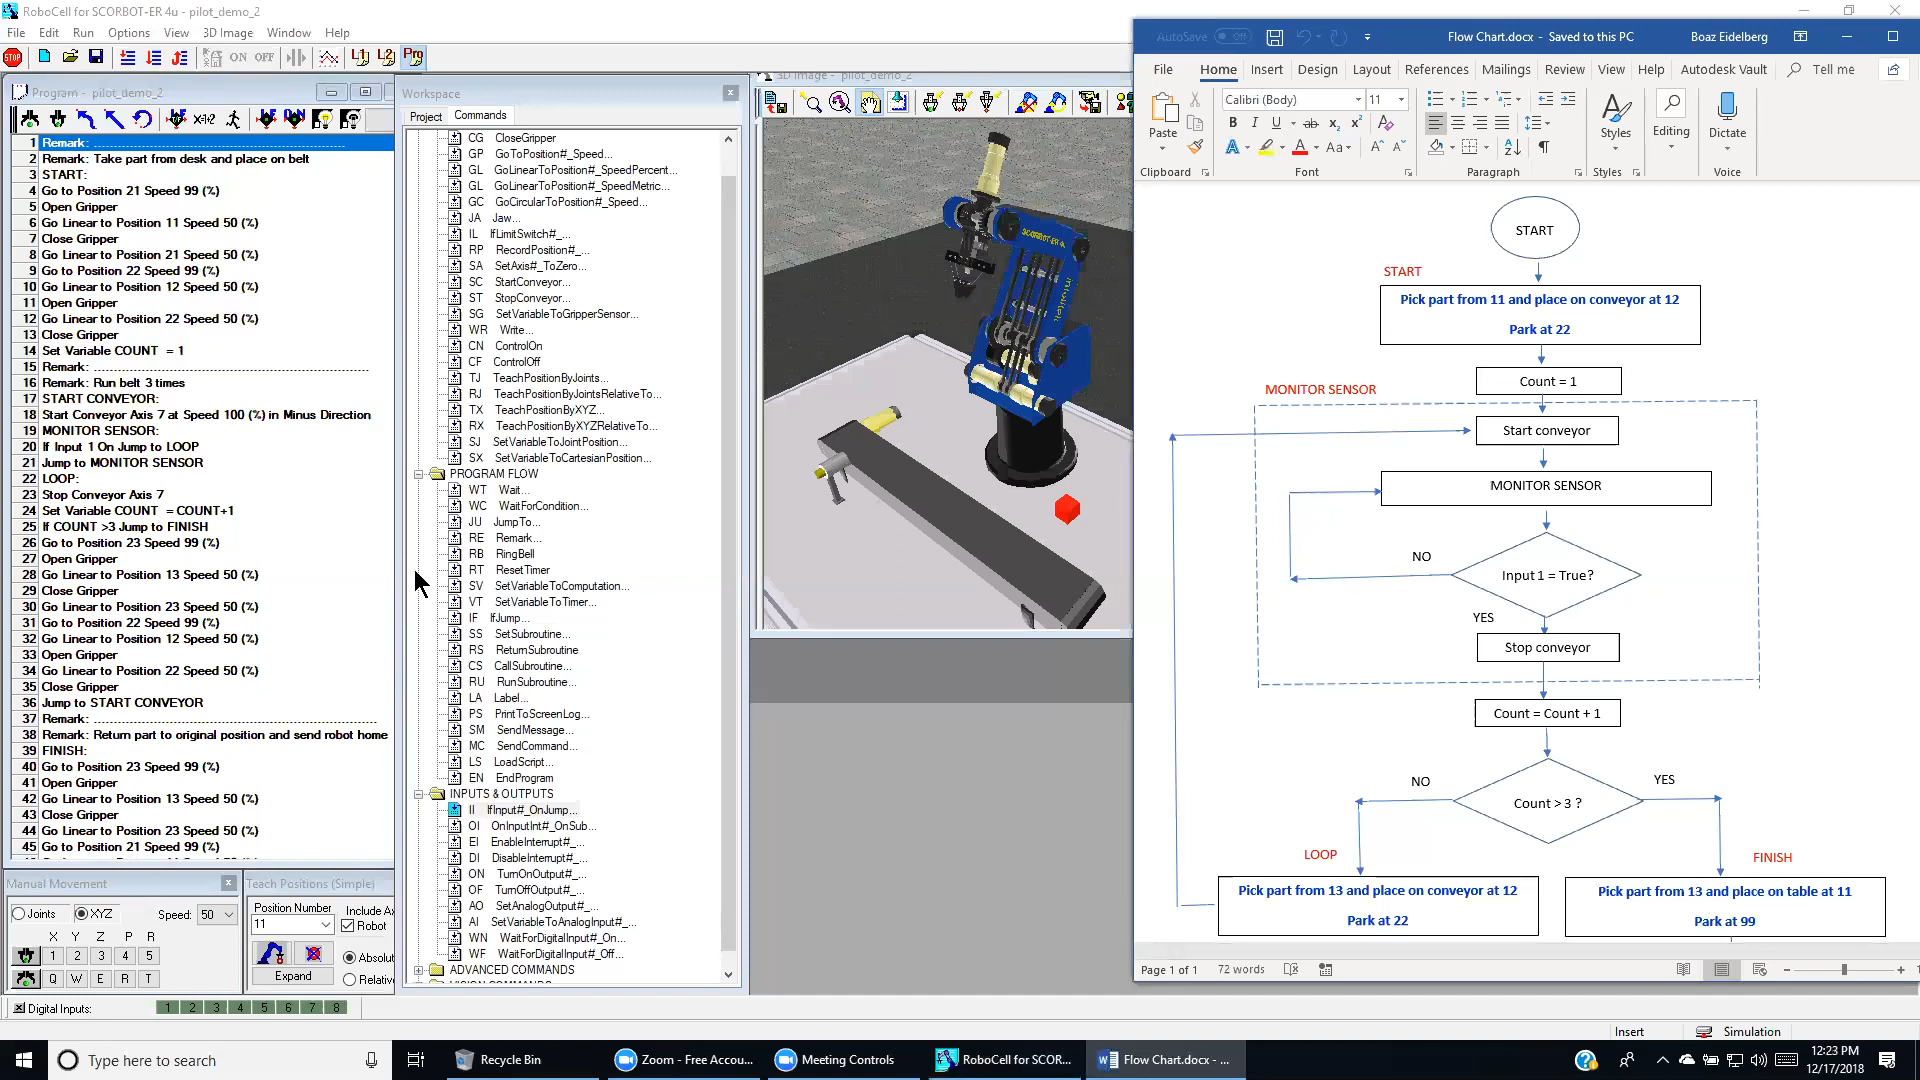 RoboCell for SCORBOT-ER 4u - pilot_demo_2
File Edit Run Options View 3D Image Window Help
STOP ON OFF L1 L2 Prg
Program - pilot_demo_2
1 Remark: ........................................................................
2 Remark: Take part from desk and place on belt
3 START:
4 Go to Position 21 Speed 99 (%)
5 Open Gripper
6 Go Linear to Position 11 Speed 50 (%)
7 Close Gripper
8 Go Linear to Position 21 Speed 50 (%)
9 Go to Position 22 Speed 99 (%)
10 Go Linear to Position 12 Speed 50 (%)
11 Open Gripper
12 Go Linear to Position 22 Speed 50 (%)
13 Close Gripper
14 Set Variable COUNT = 1
15 Remark: ........................................................................
16 Remark: Run belt 3 times
17 START CONVEYOR:
18 Start Conveyor Axis 7 at Speed 100 (%) in Minus Direction
19 MONITOR SENSOR:
20 If Input 1 On Jump to LOOP
21 Jump to MONITOR SENSOR
22 LOOP:
23 Stop Conveyor Axis 7
24 Set Variable COUNT = COUNT+1
25 If COUNT >3 Jump to FINISH
26 Go to Position 23 Speed 99 (%)
27 Open Gripper
28 Go Linear to Position 13 Speed 50 (%)
29 Close Gripper
30 Go Linear to Position 23 Speed 50 (%)
31 Go to Position 22 Speed 99 (%)
32 Go Linear to Position 12 Speed 50 (%)
33 Open Gripper
34 Go Linear to Position 22 Speed 50 (%)
35 Close Gripper
36 Jump to START CONVEYOR
37 Remark: ........................................................................
38 Remark: Return part to original position and send robot home
39 FINISH:
40 Go to Position 23 Speed 99 (%)
41 Open Gripper
42 Go Linear to Position 13 Speed 50 (%)
43 Close Gripper
44 Go Linear to Position 23 Speed 50 (%)
45 Go to Position 21 Speed 99 (%)
Manual Movement
Joints XYZ Speed: 50
X Y Z P R
1 2 3 4 5
Q W E R T
Teach Positions (Simple)
Position Number Include Ax
11 Robot
Absolut
Expand Relative
Digital Inputs: 1 2 3 4 5 6 7 8
Workspace
Project Commands
CG CloseGripper
GP GoToPosition#_Speed...
GL GoLinearToPosition#_SpeedPercent...
GL GoLinearToPosition#_SpeedMetric...
GC GoCircularToPosition#_Speed...
JA Jaw...
IL IfLimitSwitch#_...
RP RecordPosition#_...
SA SetAxis#_ToZero...
SC StartConveyor...
ST StopConveyor...
SG SetVariableToGripperSensor...
WR Write...
CN ControlOn
CF ControlOff
TJ TeachPositionByJoints...
RJ TeachPositionByJointsRelativeTo...
TX TeachPositionByXYZ...
RX TeachPositionByXYZRelativeTo...
SJ SetVariableToJointPosition...
SX SetVariableToCartesianPosition...
PROGRAM FLOW
WT Wait...
WC WaitForCondition...
JU JumpTo...
RE Remark...
RB RingBell
RT ResetTimer
SV SetVariableToComputation...
VT SetVariableToTimer...
IF IfJump...
SS SetSubroutine...
RS ReturnSubroutine
CS CallSubroutine...
RU RunSubroutine...
LA Label...
PS PrintToScreenLog...
SM SendMessage...
MC SendCommand...
LS LoadScript...
EN EndProgram
INPUTS & OUTPUTS
II IfInput#_OnJump...
OI OnInputInt#_OnSub...
EI EnableInterrupt#_...
DI DisableInterrupt#_...
ON TurnOnOutput#_...
OF TurnOffOutput#_...
AO SetAnalogOutput#_...
AI SetVariableToAnalogInput#_...
WN WaitForDigitalInput#_On...
WF WaitForDigitalInput#_Off...
ADVANCED COMMANDS
3D Image - pilot_demo_2
SCORBOT-ER 4u
intelitek
AutoSave Off Flow Chart.docx - Saved to this PC Boaz Eidelberg
File Home Insert Design Layout References Mailings Review View Help Autodesk Vault Tell me
Paste Calibri (Body) 11 Styles Editing Dictate
Clipboard Font Paragraph Styles Voice
START
START
Pick part from 11 and place on conveyor at 12
Park at 22
Count = 1
MONITOR SENSOR
Start conveyor
MONITOR SENSOR
NO
Input 1 = True?
YES
Stop conveyor
Count = Count + 1
NO
YES
Count > 3 ?
LOOP
FINISH
Pick part from 13 and place on conveyor at 12
Park at 22
Pick part from 13 and place on table at 11
Park at 99
Page 1 of 1 72 words
Insert Simulation
Type here to search Recycle Bin Zoom - Free Accou... Meeting Controls RoboCell for SCOR... Flow Chart.docx - ...
12:23 PM
12/17/2018